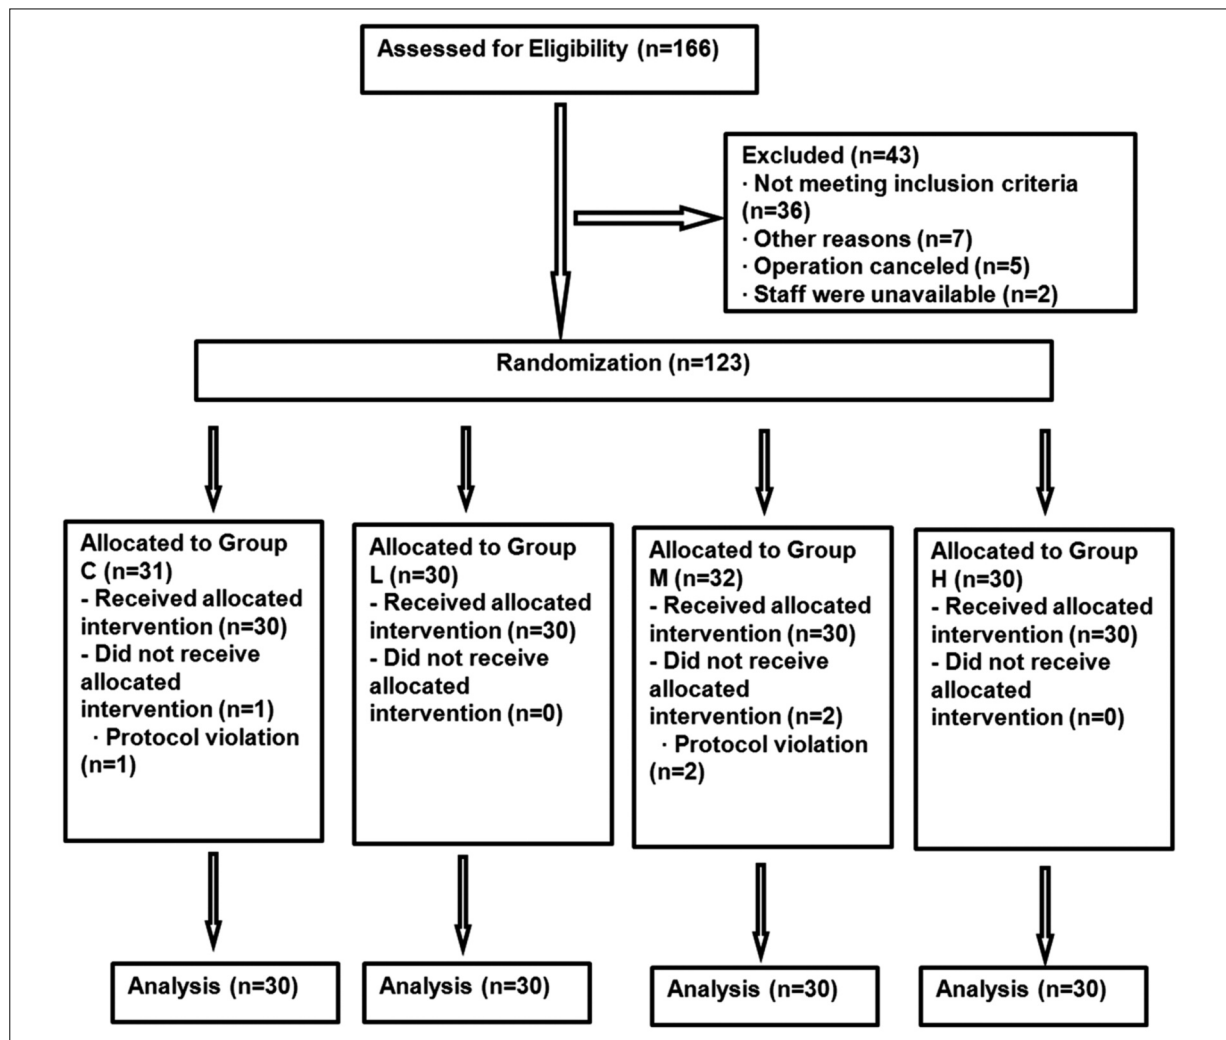 Assessed for Eligibility (n=166)
Excluded (n=43)
· Not meeting inclusion criteria
(n=36)
· Other reasons (n=7)
· Operation canceled (n=5)
· Staff were unavailable (n=2)
Randomization (n=123)
Allocated to Group
C (n=31)
- Received allocated
intervention (n=30)
- Did not receive
allocated
intervention (n=1)
· Protocol violation
(n=1)
Allocated to Group
L (n=30)
- Received allocated
intervention (n=30)
- Did not receive
allocated
intervention (n=0)
Allocated to Group
M (n=32)
- Received allocated
intervention (n=30)
- Did not receive
allocated
intervention (n=2)
· Protocol violation
(n=2)
Allocated to Group
H (n=30)
- Received allocated
intervention (n=30)
- Did not receive
allocated
intervention (n=0)
Analysis (n=30)
Analysis (n=30)
Analysis (n=30)
Analysis (n=30)